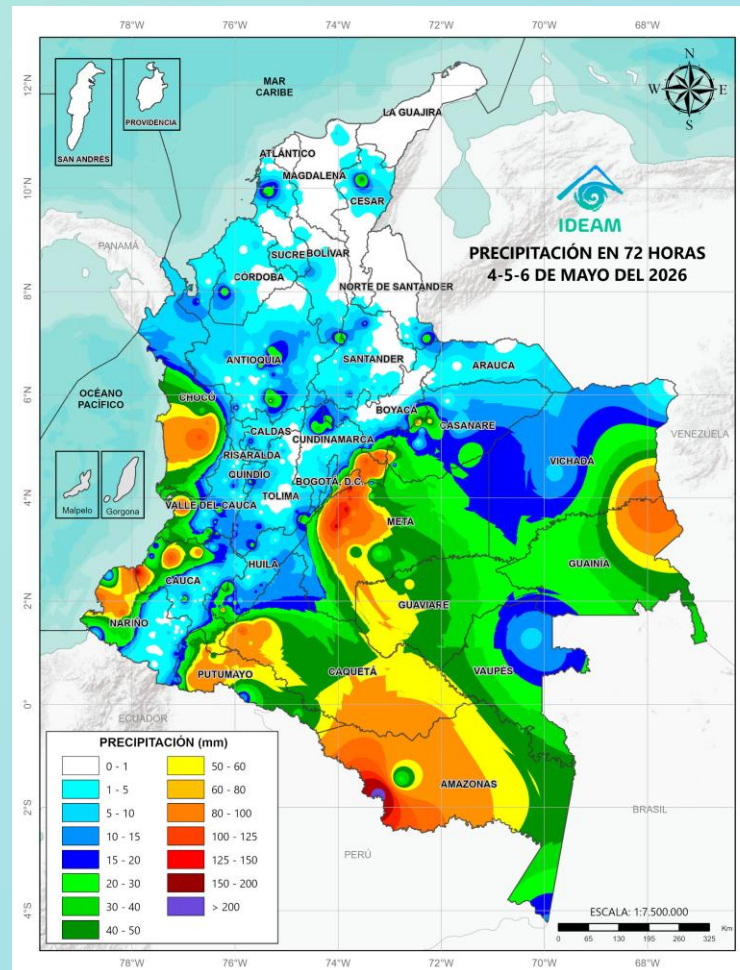 78°W 76°W 74°W 72°W 70°W 68°W
12°N
10°N
8°N
6°N
4°N
2°N
0°
2°S
4°S
SAN ANDRÉS
PROVIDENCIA
MAR
CARIBE
N
W E
S
LA GUAJIRA
ATLÁNTICO
MAGDALENA
CESAR
IDEAM
PRECIPITACIÓN EN 72 HORAS
4-5-6 DE MAYO DEL 2026
PANAMÁ
SUCRE
BOLÍVAR
CÓRDOBA
NORTE DE SANTANDER
ANTIOQUIA
SANTANDER
ARAUCA
OCÉANO
PACÍFICO
CHOCÓ
BOYACÁ
CASANARE
CALDAS
CUNDINAMARCA
RISARALDA
VENEZUELA
VICHADA
QUINDÍO
BOGOTÁ, D.C.
Malpelo
Gorgona
TOLIMA
VALLE DEL CAUCA
META
GUAINÍA
HUILA
CAUCA
GUAVIARE
NARIÑO
VAUPÉS
CAQUETÁ
PUTUMAYO
ECUADOR
AMAZONAS
BRASIL
PERÚ
PRECIPITACIÓN (mm)
0 - 1
1 - 5
5 - 10
10 - 15
15 - 20
20 - 30
30 - 40
40 - 50
50 - 60
60 - 80
80 - 100
100 - 125
125 - 150
150 - 200
> 200
ESCALA: 1:7.500.000
0 65 130 195 260 325 Km
78°W 76°W 74°W 72°W 70°W 68°W